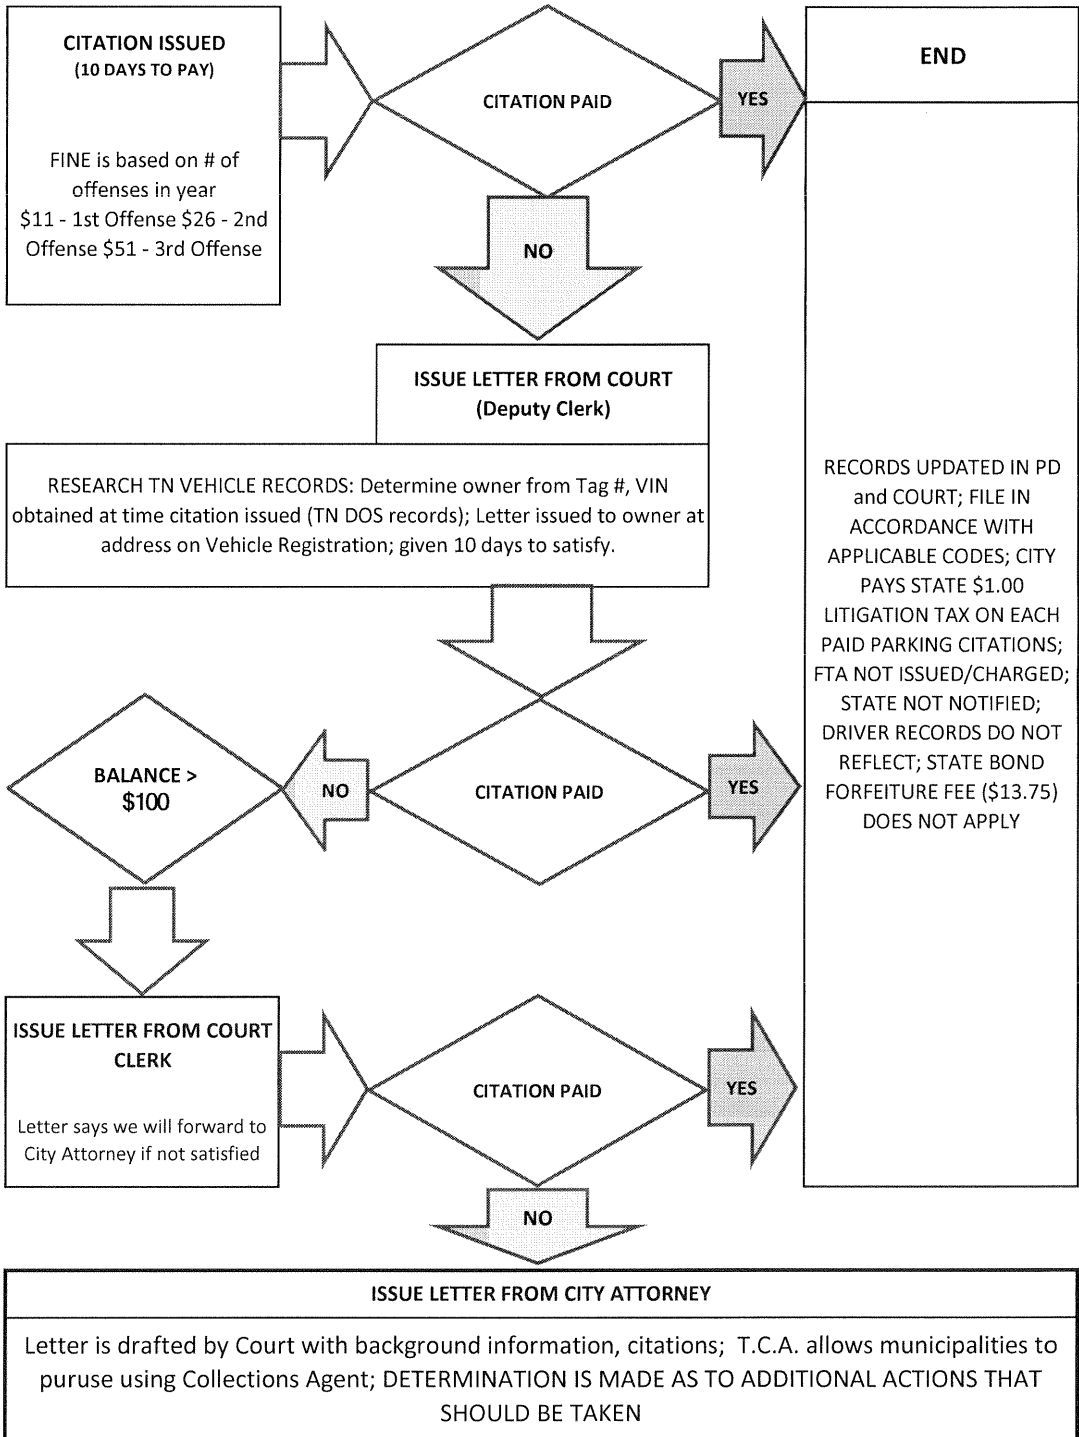 CITATION ISSUED
(10 DAYS TO PAY)
FINE is based on # of
offenses in year
$11 - 1st Offense $26 - 2nd
Offense $51 - 3rd Offense
CITATION PAID
YES
END
NO
ISSUE LETTER FROM COURT
(Deputy Clerk)
RESEARCH TN VEHICLE RECORDS: Determine owner from Tag #, VIN
obtained at time citation issued (TN DOS records); Letter issued to owner at
address on Vehicle Registration; given 10 days to satisfy.
RECORDS UPDATED IN PD
and COURT; FILE IN
ACCORDANCE WITH
APPLICABLE CODES; CITY
PAYS STATE $1.00
LITIGATION TAX ON EACH
PAID PARKING CITATIONS;
FTA NOT ISSUED/CHARGED;
STATE NOT NOTIFIED;
DRIVER RECORDS DO NOT
REFLECT; STATE BOND
FORFEITURE FEE ($13.75)
DOES NOT APPLY
BALANCE >
$100
NO
CITATION PAID
YES
ISSUE LETTER FROM COURT
CLERK
Letter says we will forward to
City Attorney if not satisfied
CITATION PAID
YES
NO
ISSUE LETTER FROM CITY ATTORNEY
Letter is drafted by Court with background information, citations; T.C.A. allows municipalities to
puruse using Collections Agent; DETERMINATION IS MADE AS TO ADDITIONAL ACTIONS THAT
SHOULD BE TAKEN